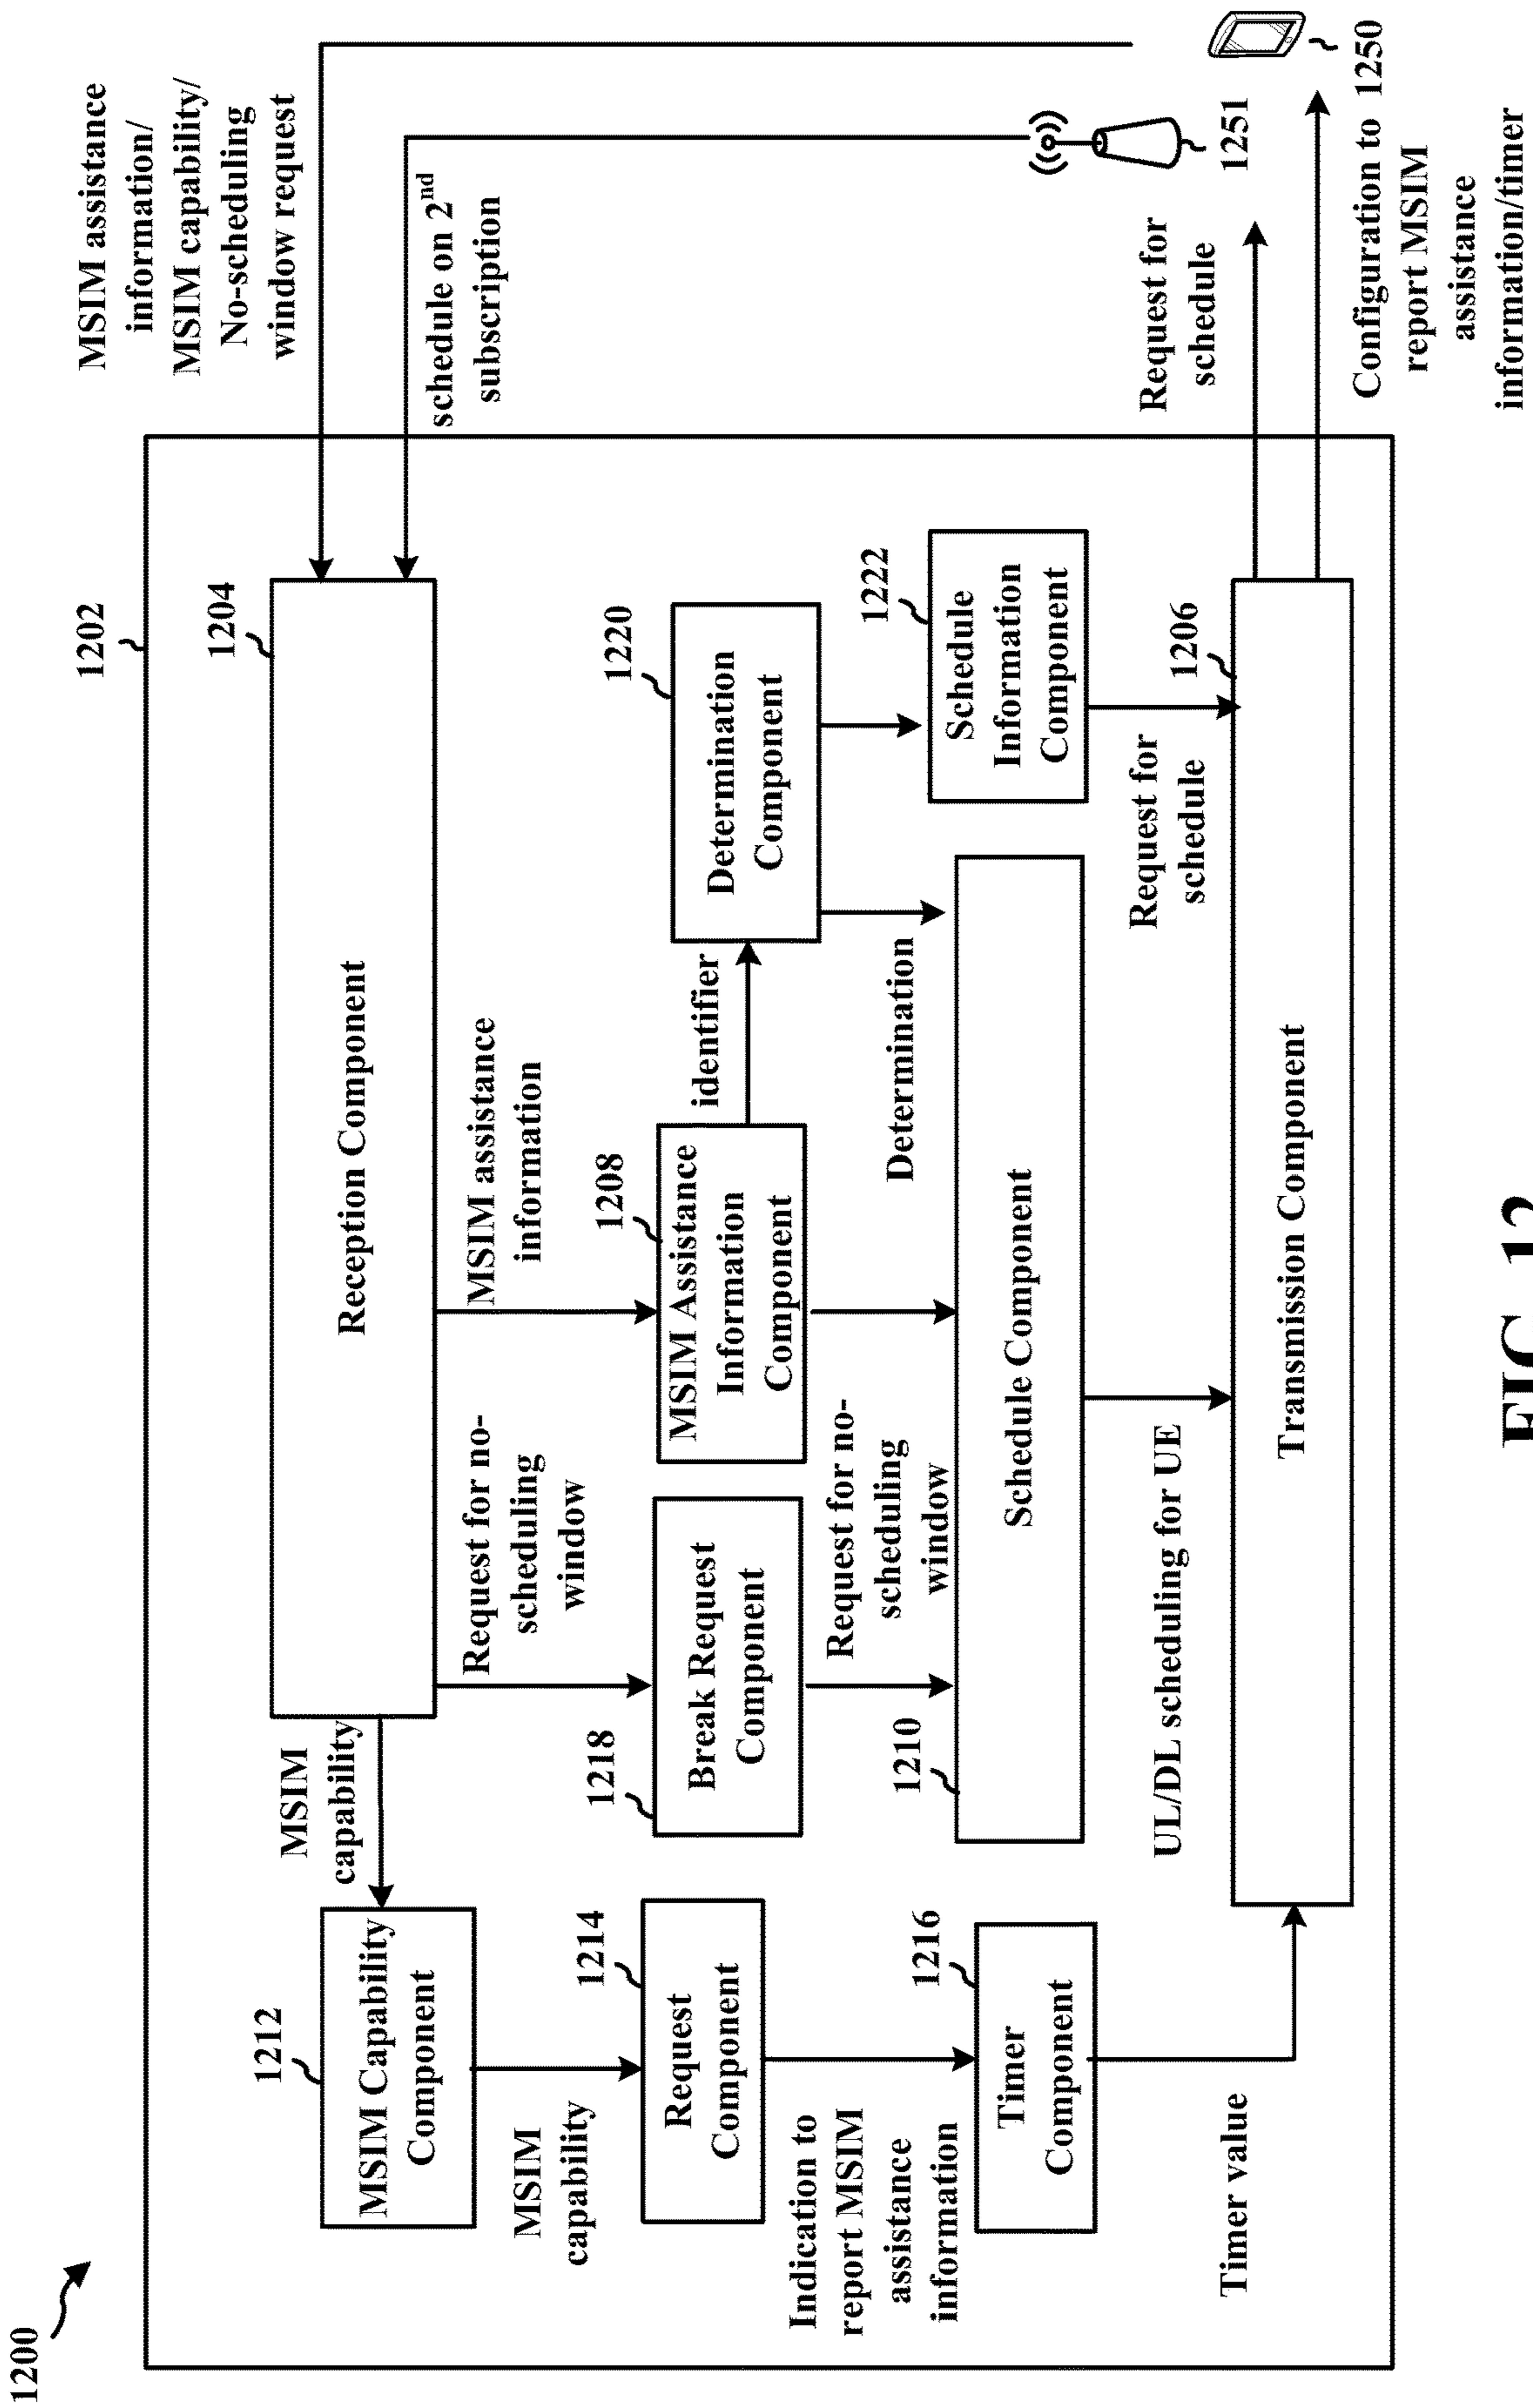 1200
1202
MSIM assistance
information/
MSIM capability/
No-scheduling
window request
schedule on 2nd
subscription
1204
Reception Component
MSIM
capability
1212
MSIM Capability
Component
MSIM
capability
1214
Request
Component
Indication to
report MSIM
assistance
information
1216
Timer
Component
Timer value
Request for no-
scheduling
window
1218
Break Request
Component
Request for no-
scheduling
window
MSIM assistance
information
1208
MSIM Assistance
Information
Component
identifier
1220
Determination
Component
Determination
1222
Schedule
Information
Component
Request for
schedule
1210
Schedule Component
UL/DL scheduling for UE
1206
Transmission Component
Request for
schedule
1251
1250
Configuration to
report MSIM
assistance
information/timer